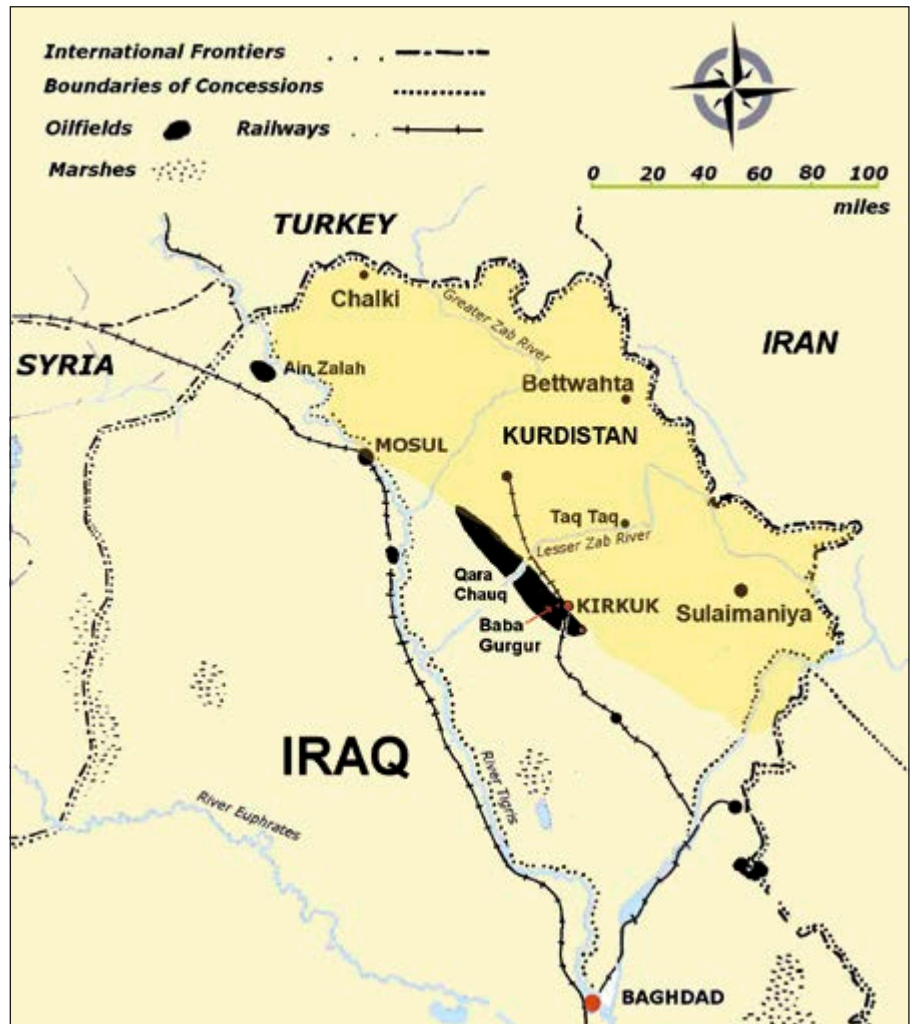 International Frontiers
Boundaries of Concessions
Oilfields Railways
Marshes
0 20 40 60 80 100
miles
TURKEY
Chalki
Greater Zab River
IRAN
SYRIA
Ain Zalah
Bettwahta
KURDISTAN
MOSUL
Taq Taq
Lesser Zab River
Qara
Chauq
KIRKUK
Baba
Gurgur
Sulaimaniya
IRAQ
River Tigris
River Euphrates
BAGHDAD